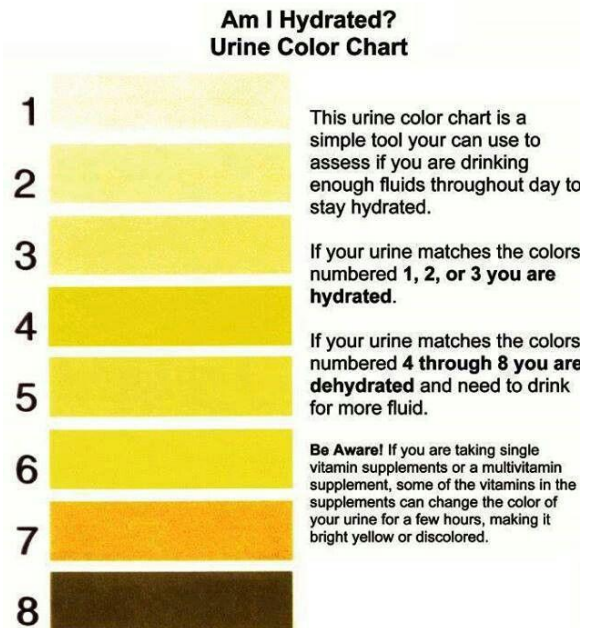 Am I Hydrated?
Urine Color Chart
1
2
3
4
5
6
7
8
This urine color chart is a
simple tool your can use to
assess if you are drinking
enough fluids throughout day to
stay hydrated.
If your urine matches the colors
numbered 1, 2, or 3 you are
hydrated.
If your urine matches the colors
numbered 4 through 8 you are
dehydrated and need to drink
for more fluid.
Be Aware! If you are taking single
vitamin supplements or a multivitamin
supplement, some of the vitamins in the
supplements can change the color of
your urine for a few hours, making it
bright yellow or discolored.